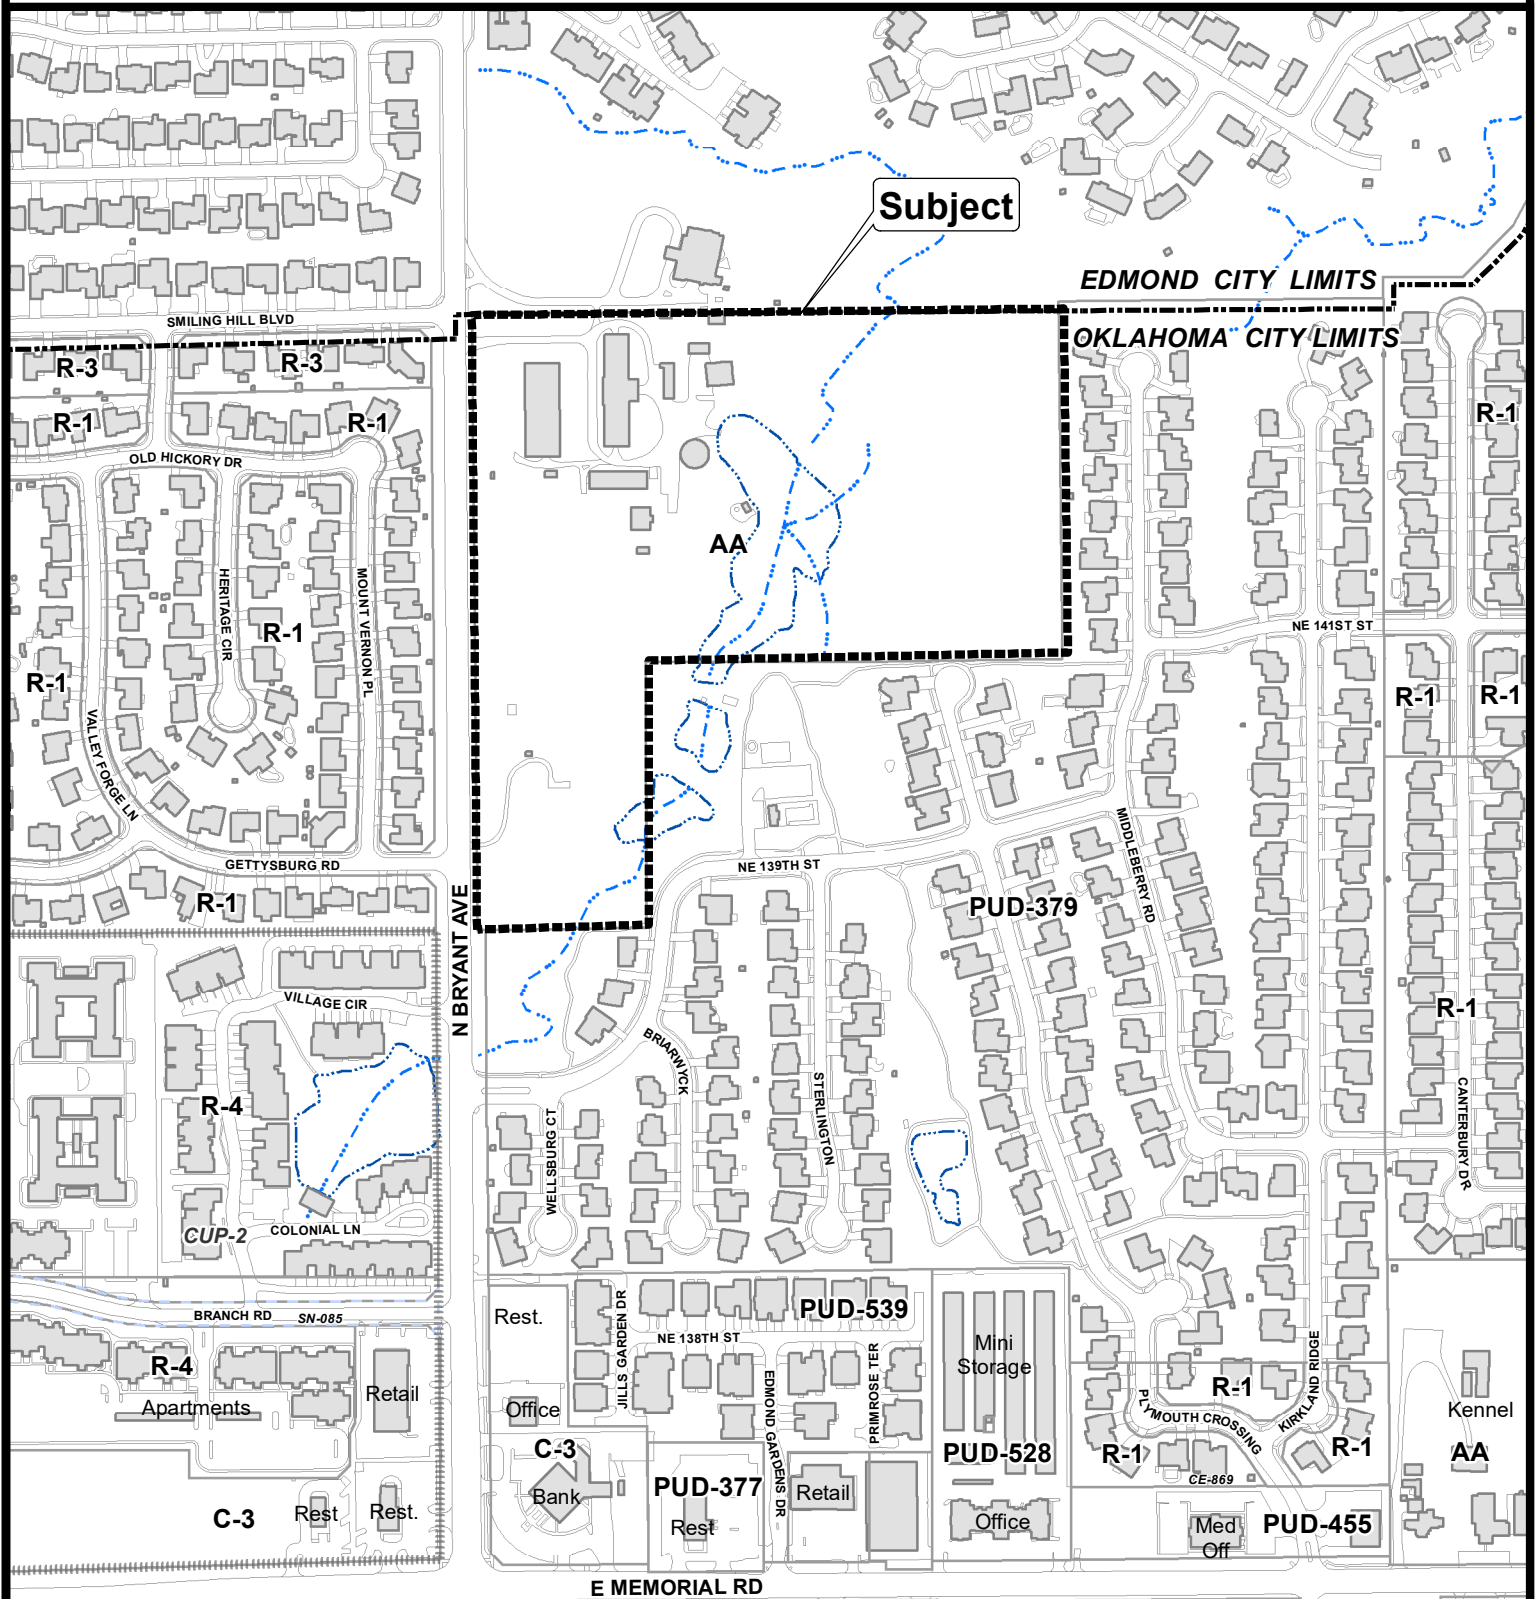 Subject
EDMOND CITY LIMITS
OKLAHOMA CITY LIMITS
SMILING HILL BLVD
R-3
R-3
R-1
R-1
R-1
OLD HICKORY DR
AA
HERITAGE CIR
MOUNT VERNON PL
R-1
NE 141ST ST
R-1
R-1
R-1
VALLEY FORGE LN
MIDDLEBERRY RD
GETTYSBURG RD
NE 139TH ST
R-1
N BRYANT AVE
PUD-379
VILLAGE CIR
R-1
BRIARWYCK
STERLINGTON
R-4
WELLSBURG CT
CANTERBURY DR
CUP-2
COLONIAL LN
BRANCH RD
SN-085
Rest.
JILLS GARDEN DR
PUD-539
NE 138TH ST
PRIMROSE TER
Mini
Storage
R-4
Retail
Apartments
EDMOND GARDENS DR
R-1
KIRKLAND RIDGE
PLYMOUTH CROSSING
Kennel
Office
C-3
PUD-528
R-1
R-1
AA
CE-869
Bank
PUD-377
Retail
C-3
Rest
Rest.
Rest
Office
Med
Off
PUD-455
E MEMORIAL RD